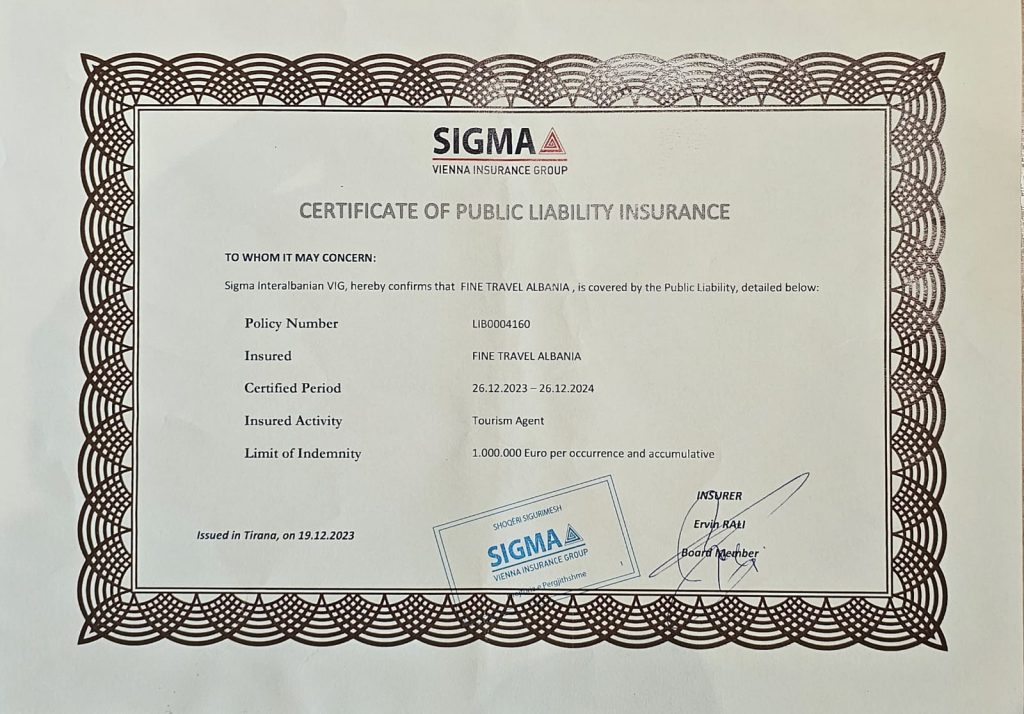 SIGMA
VIENNA INSURANCE GROUP
CERTIFICATE OF PUBLIC LIABILITY INSURANCE
TO WHOM IT MAY CONCERN:
Sigma Interalbanian VIG, hereby confirms that FINE TRAVEL ALBANIA , is covered by the Public Liability, detailed below:
Policy Number LIB0004160
Insured FINE TRAVEL ALBANIA
Certified Period 26.12.2023 – 26.12.2024
Insured Activity Tourism Agent
Limit of Indemnity 1.000.000 Euro per occurrence and accumulative
Issued in Tirana, on 19.12.2023
SHOQËRI SIGURIMESH
SIGMA
VIENNA INSURANCE GROUP
e Pergjithshme
1
INSURER
Ervin RALI
Board Member